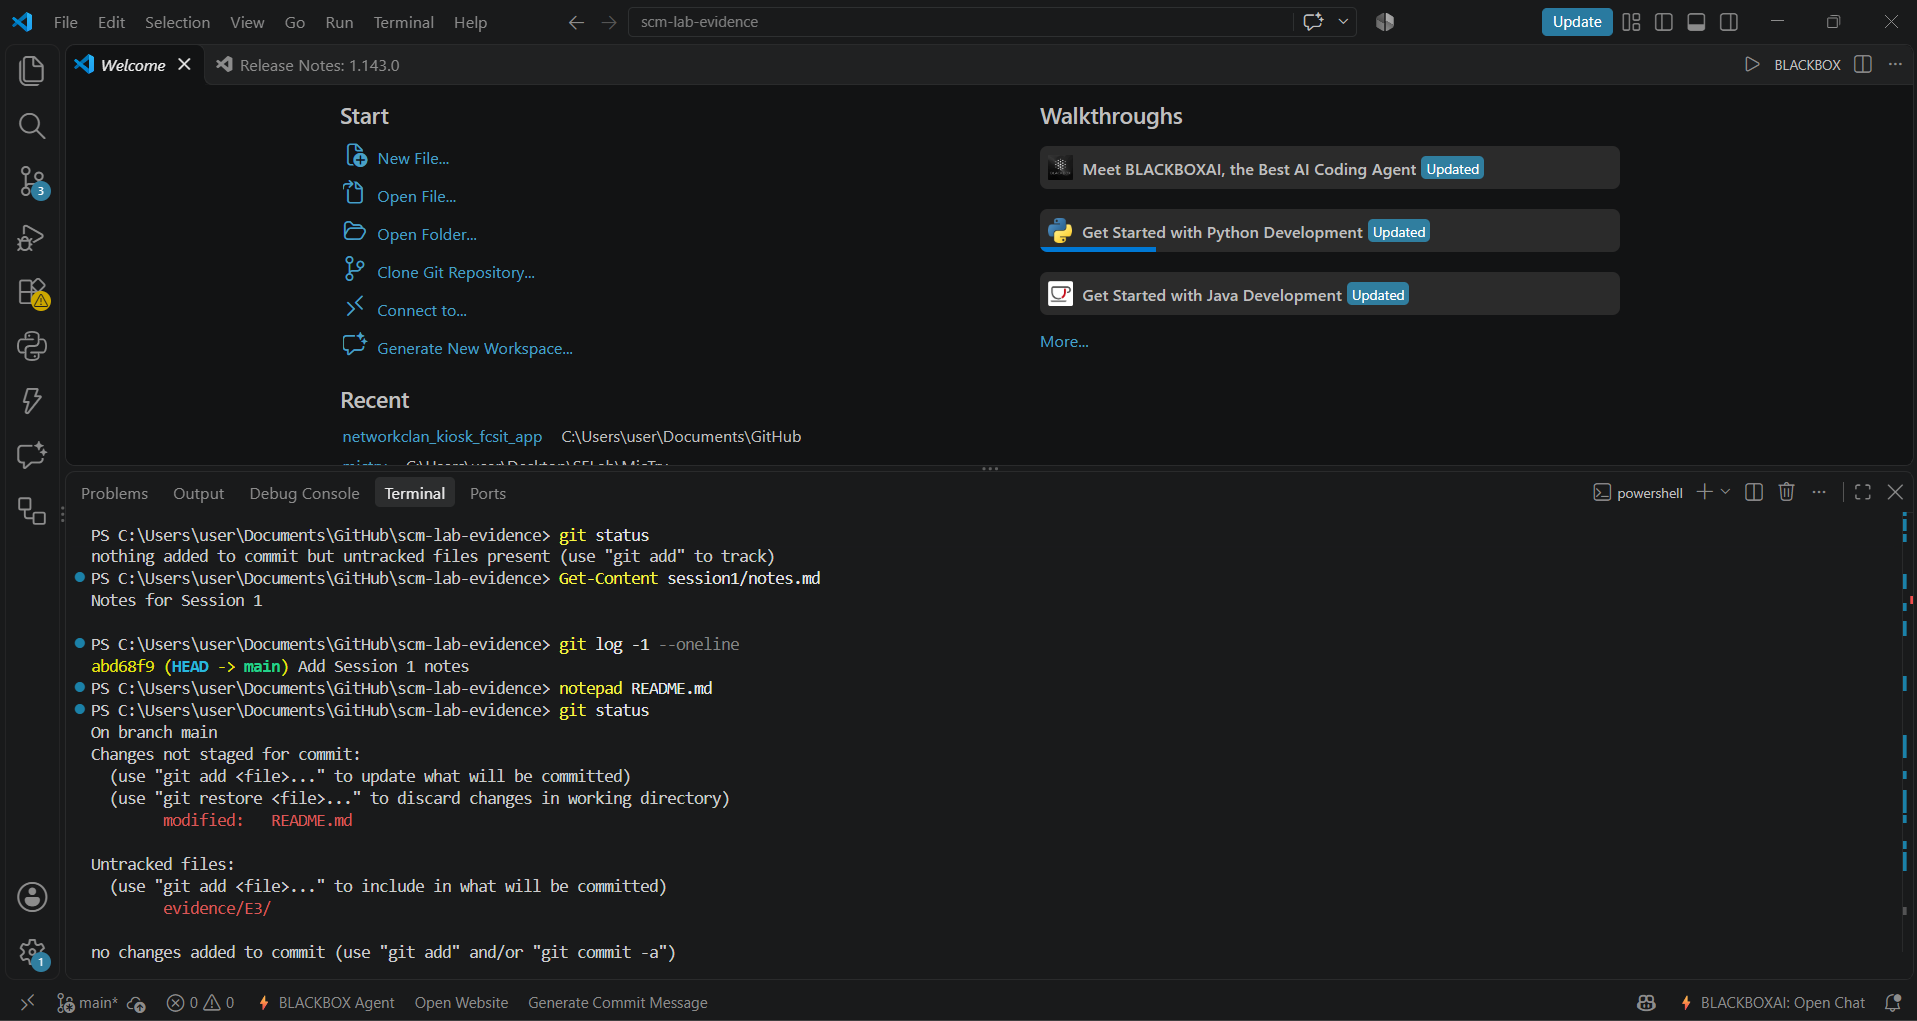 File Edit Selection View Go Run Terminal Help
scm-lab-evidence
Update
Welcome
Release Notes: 1.143.0
BLACKBOX
Start
New File...
Open File...
Open Folder...
Clone Git Repository...
Connect to...
Generate New Workspace...
Recent
networkclan_kiosk_fcsit_app C:\Users\user\Documents\GitHub
mistry C:\Users\user\Desktop\SELab\MisTry
Walkthroughs
Meet BLACKBOXAI, the Best AI Coding Agent Updated
Get Started with Python Development Updated
Get Started with Java Development Updated
More...
3
Problems Output Debug Console Terminal Ports
powershell
PS C:\Users\user\Documents\GitHub\scm-lab-evidence> git status
nothing added to commit but untracked files present (use "git add" to track)
PS C:\Users\user\Documents\GitHub\scm-lab-evidence> Get-Content session1/notes.md
Notes for Session 1
PS C:\Users\user\Documents\GitHub\scm-lab-evidence> git log -1 --oneline
abd68f9 (HEAD -> main) Add Session 1 notes
PS C:\Users\user\Documents\GitHub\scm-lab-evidence> notepad README.md
PS C:\Users\user\Documents\GitHub\scm-lab-evidence> git status
On branch main
Changes not staged for commit:
(use "git add <file>..." to update what will be committed)
(use "git restore <file>..." to discard changes in working directory)
modified: README.md
Untracked files:
(use "git add <file>..." to include in what will be committed)
evidence/E3/
no changes added to commit (use "git add" and/or "git commit -a")
1
main* 0 0 BLACKBOX Agent Open Website Generate Commit Message
BLACKBOXAI: Open Chat